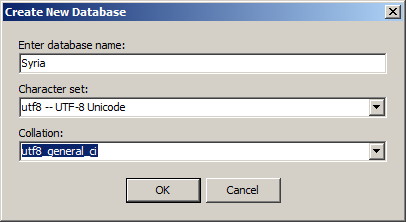 Create New Database
Enter database name:
Syria
Character set:
utf8 -- UTF-8 Unicode
Collation:
utf8_general_ci
OK
Cancel